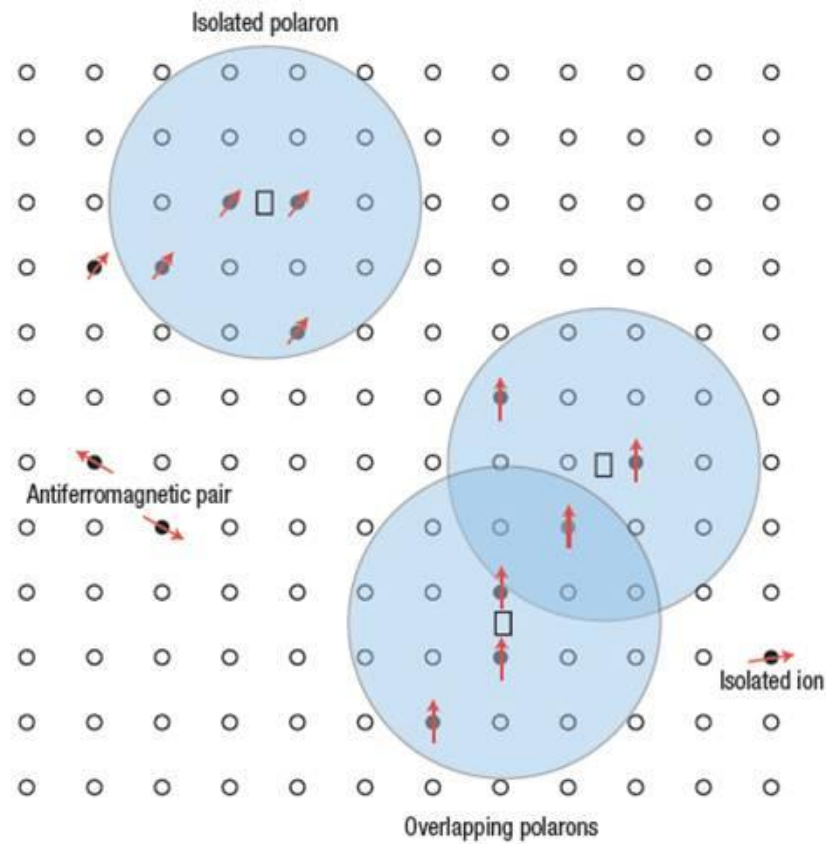 Isolated polaron
Antiferromagnetic pair
Isolated ion
Overlapping polarons